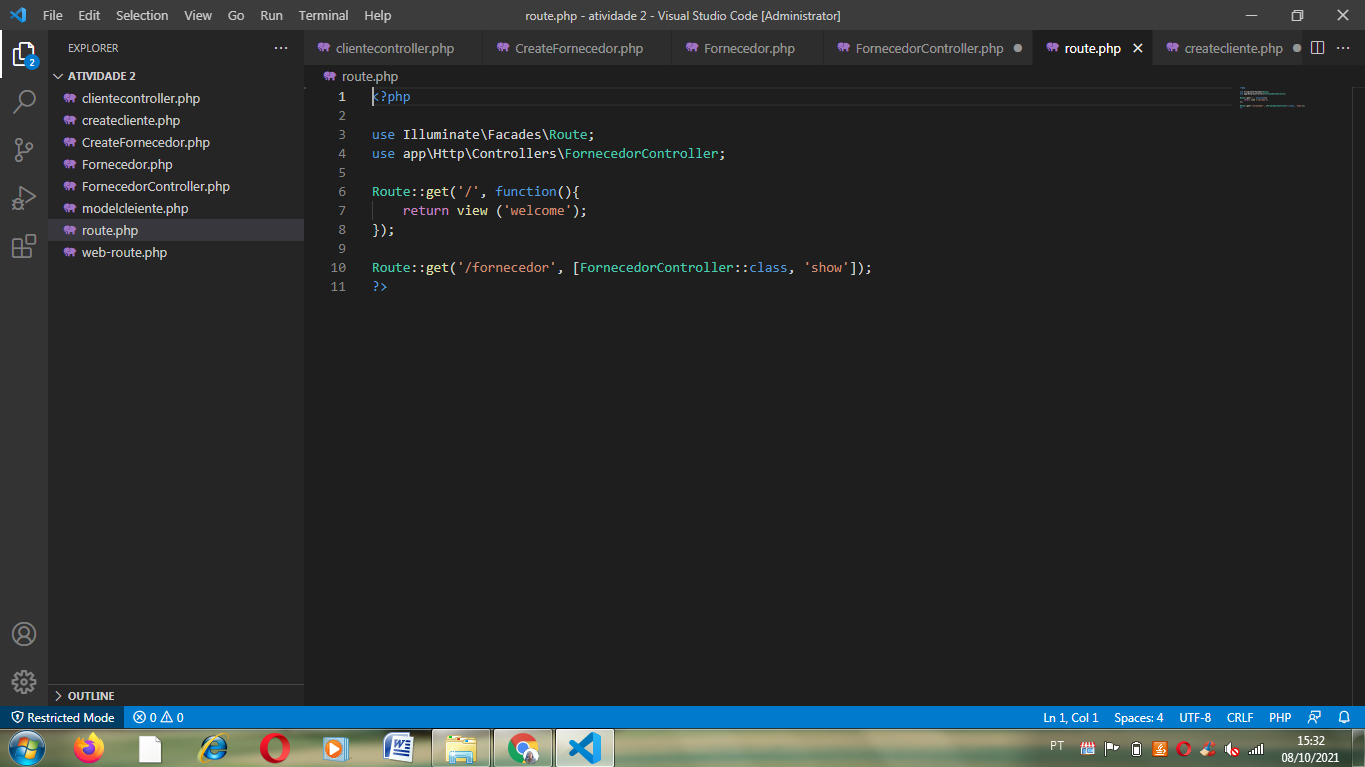 File Edit Selection View Go Run Terminal Help
route.php - atividade 2 - Visual Studio Code [Administrator]
EXPLORER
clientecontroller.php
CreateFornecedor.php
Fornecedor.php
FornecedorController.php
route.php
createcliente.php
2
ATIVIDADE 2
clientecontroller.php
createcliente.php
CreateFornecedor.php
Fornecedor.php
FornecedorController.php
modelcleiente.php
route.php
web-route.php
OUTLINE
route.php
1 <?php
2
3 use Illuminate\Facades\Route;
4 use app\Http\Controllers\FornecedorController;
5
6 Route::get('/', function(){
7     return view ('welcome');
8 });
9
10 Route::get('/fornecedor', [FornecedorController::class, 'show']);
11 ?>
Restricted Mode 0 0
Ln 1, Col 1 Spaces: 4 UTF-8 CRLF PHP
PT
15:32
08/10/2021